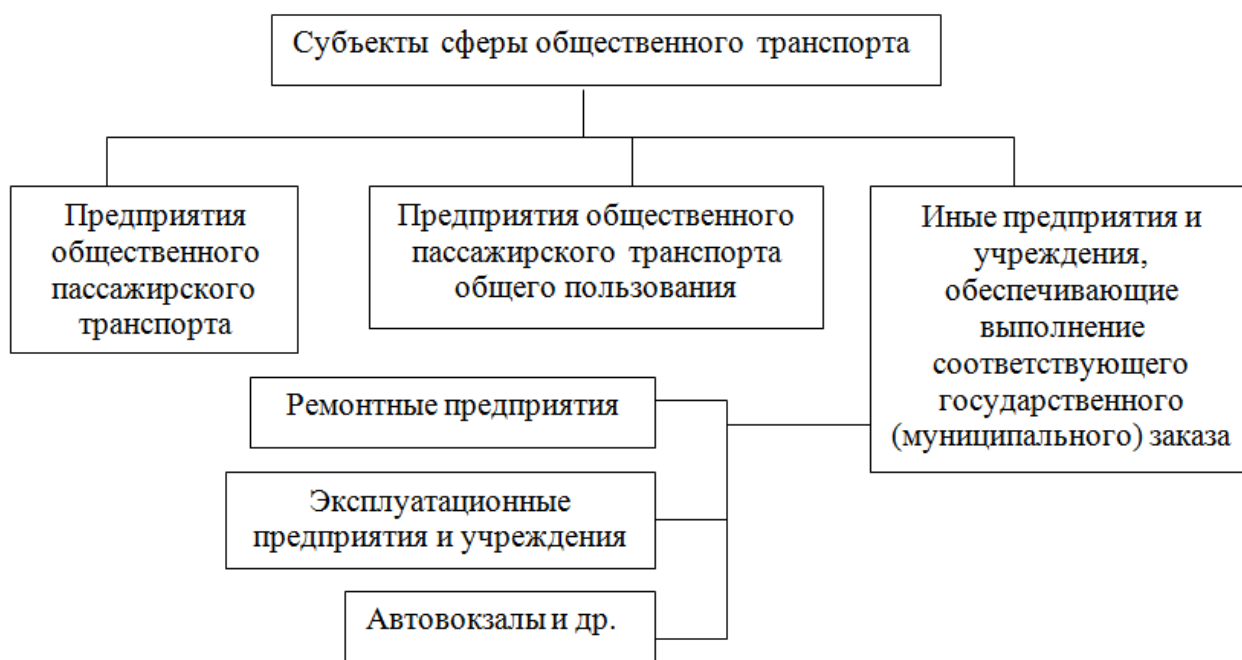 Субъекты сферы общественного транспорта
Предприятия
общественного
пассажирского
транспорта
Предприятия общественного
пассажирского транспорта
общего пользования
Иные предприятия и
учреждения,
обеспечивающие
выполнение
соответствующего
государственного
(муниципального) заказа
Ремонтные предприятия
Эксплуатационные
предприятия и учреждения
Автовокзалы и др.